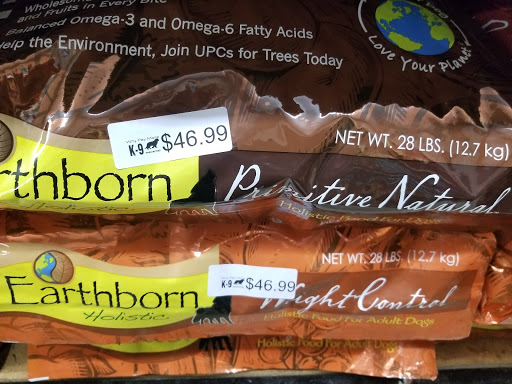 Wholesome
and Fruits in Every Bite
Balanced Omega-3 and Omega-6 Fatty Acids
Help the Environment, Join UPCs for Trees Today
Love Your Planet
K-9 $46.99
NET WT. 28 LBS. (12.7 kg)
rthborn
Holistic
Primitive Natural
Holistic Food For Dogs
NET WT. 28 LBS. (12.7 kg)
K-9 $46.99
Earthborn
Holistic
Weight Control
Holistic Food For Adult Dogs
Holistic Food For Adult Dogs